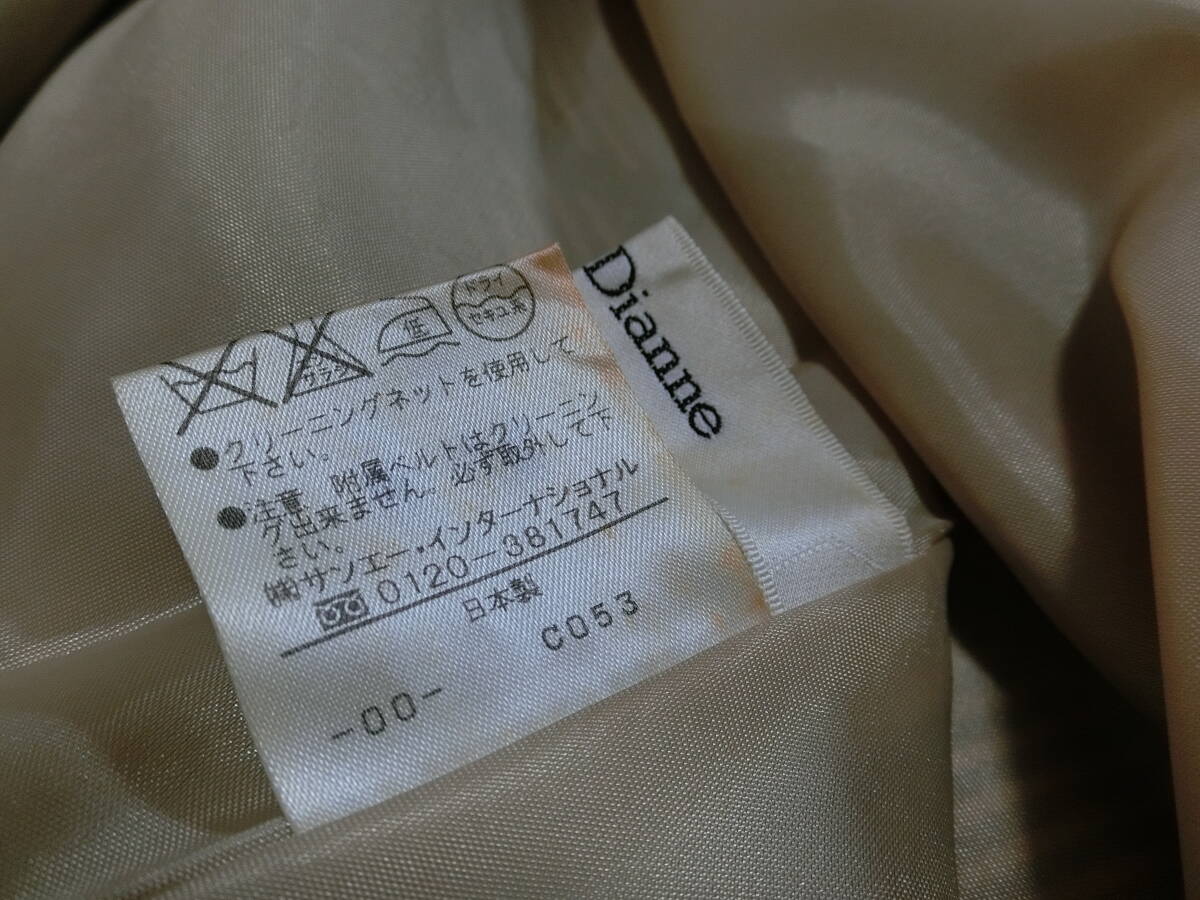 サラシ
低
ドライ
セキユ系
●クリーニングネットを使用して
下さい。
●注意 附属ベルトはクリーニン
グ出来ません。必ず取外して下
さい。
㈱サンエー・インターナショナル
0120-381747
日本製
C053
-00-
Dianne